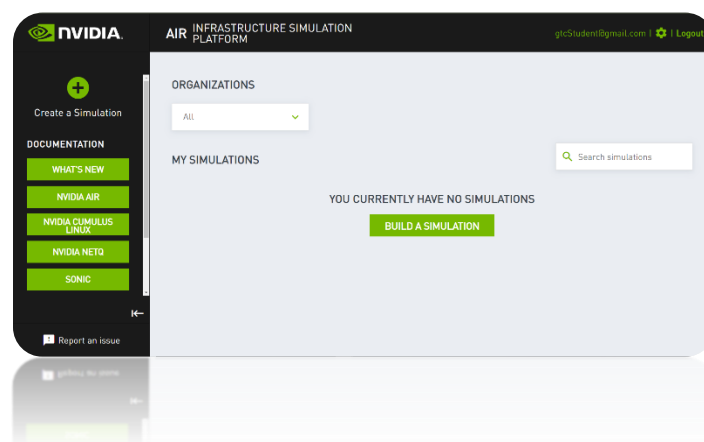 NVIDIA.
AIR INFRASTRUCTURE SIMULATION
PLATFORM
gtcStudent@gmail.com | | Logout
Create a Simulation
DOCUMENTATION
WHAT'S NEW
NVIDIA AIR
NVIDIA CUMULUS
LINUX
NVIDIA NETQ
SONIC
Report an issue
ORGANIZATIONS
All
MY SIMULATIONS
Search simulations
YOU CURRENTLY HAVE NO SIMULATIONS
BUILD A SIMULATION